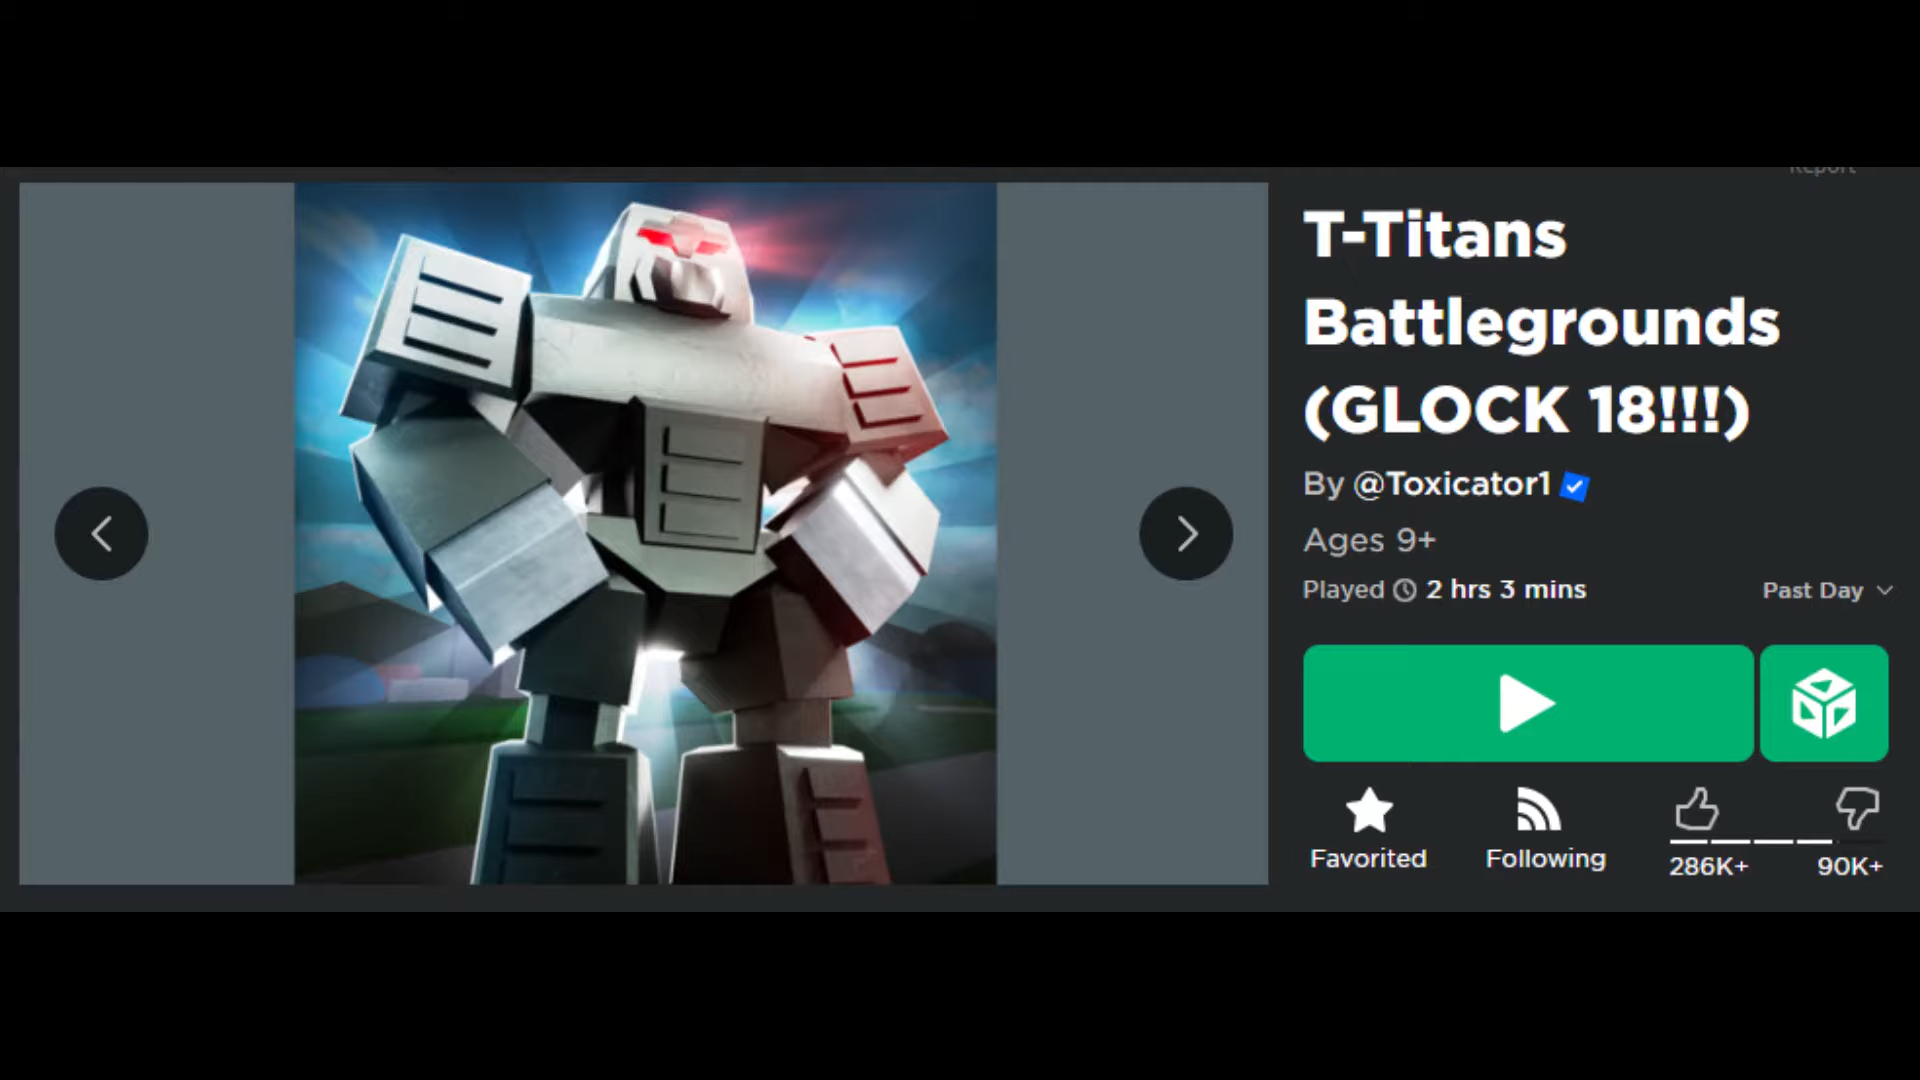 Report
T-Titans
Battlegrounds
(GLOCK 18!!!)
By @Toxicator1
Ages 9+
Played 2 hrs 3 mins
Past Day
Favorited
Following
286K+
90K+